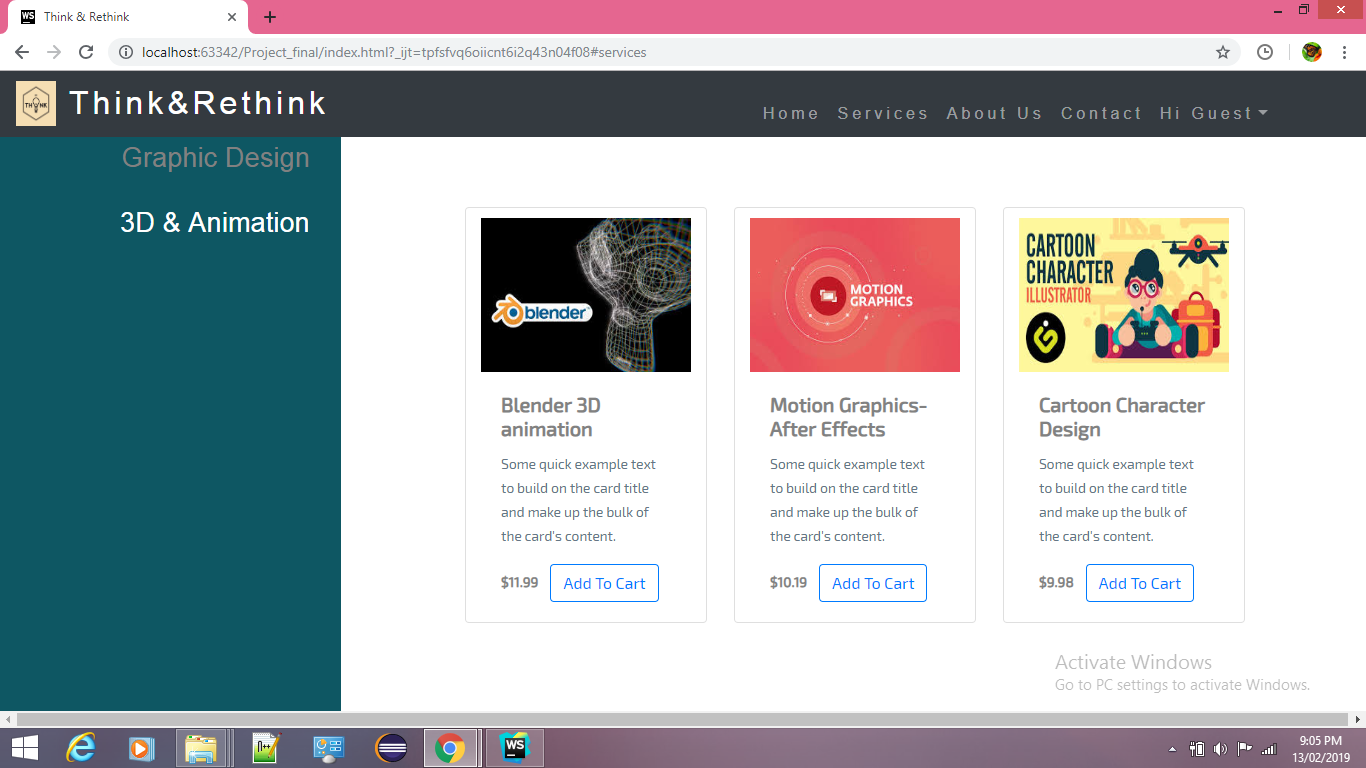 WS Think & Rethink
localhost:63342/Project_final/index.html?_ijt=tpfsfvq6oiicnt6i2q43n04f08#services
THINK
Think&Rethink
Home Services About Us Contact Hi Guest
Graphic Design
3D & Animation
blender
MOTION
GRAPHICS
CARTOON
CHARACTER
ILLUSTRATOR
Blender 3D
animation
Some quick example text
to build on the card title
and make up the bulk of
the card's content.
$11.99 Add To Cart
Motion Graphics-
After Effects
Some quick example text
to build on the card title
and make up the bulk of
the card's content.
$10.19 Add To Cart
Cartoon Character
Design
Some quick example text
to build on the card title
and make up the bulk of
the card's content.
$9.98 Add To Cart
Activate Windows
Go to PC settings to activate Windows.
WS
9:05 PM
13/02/2019